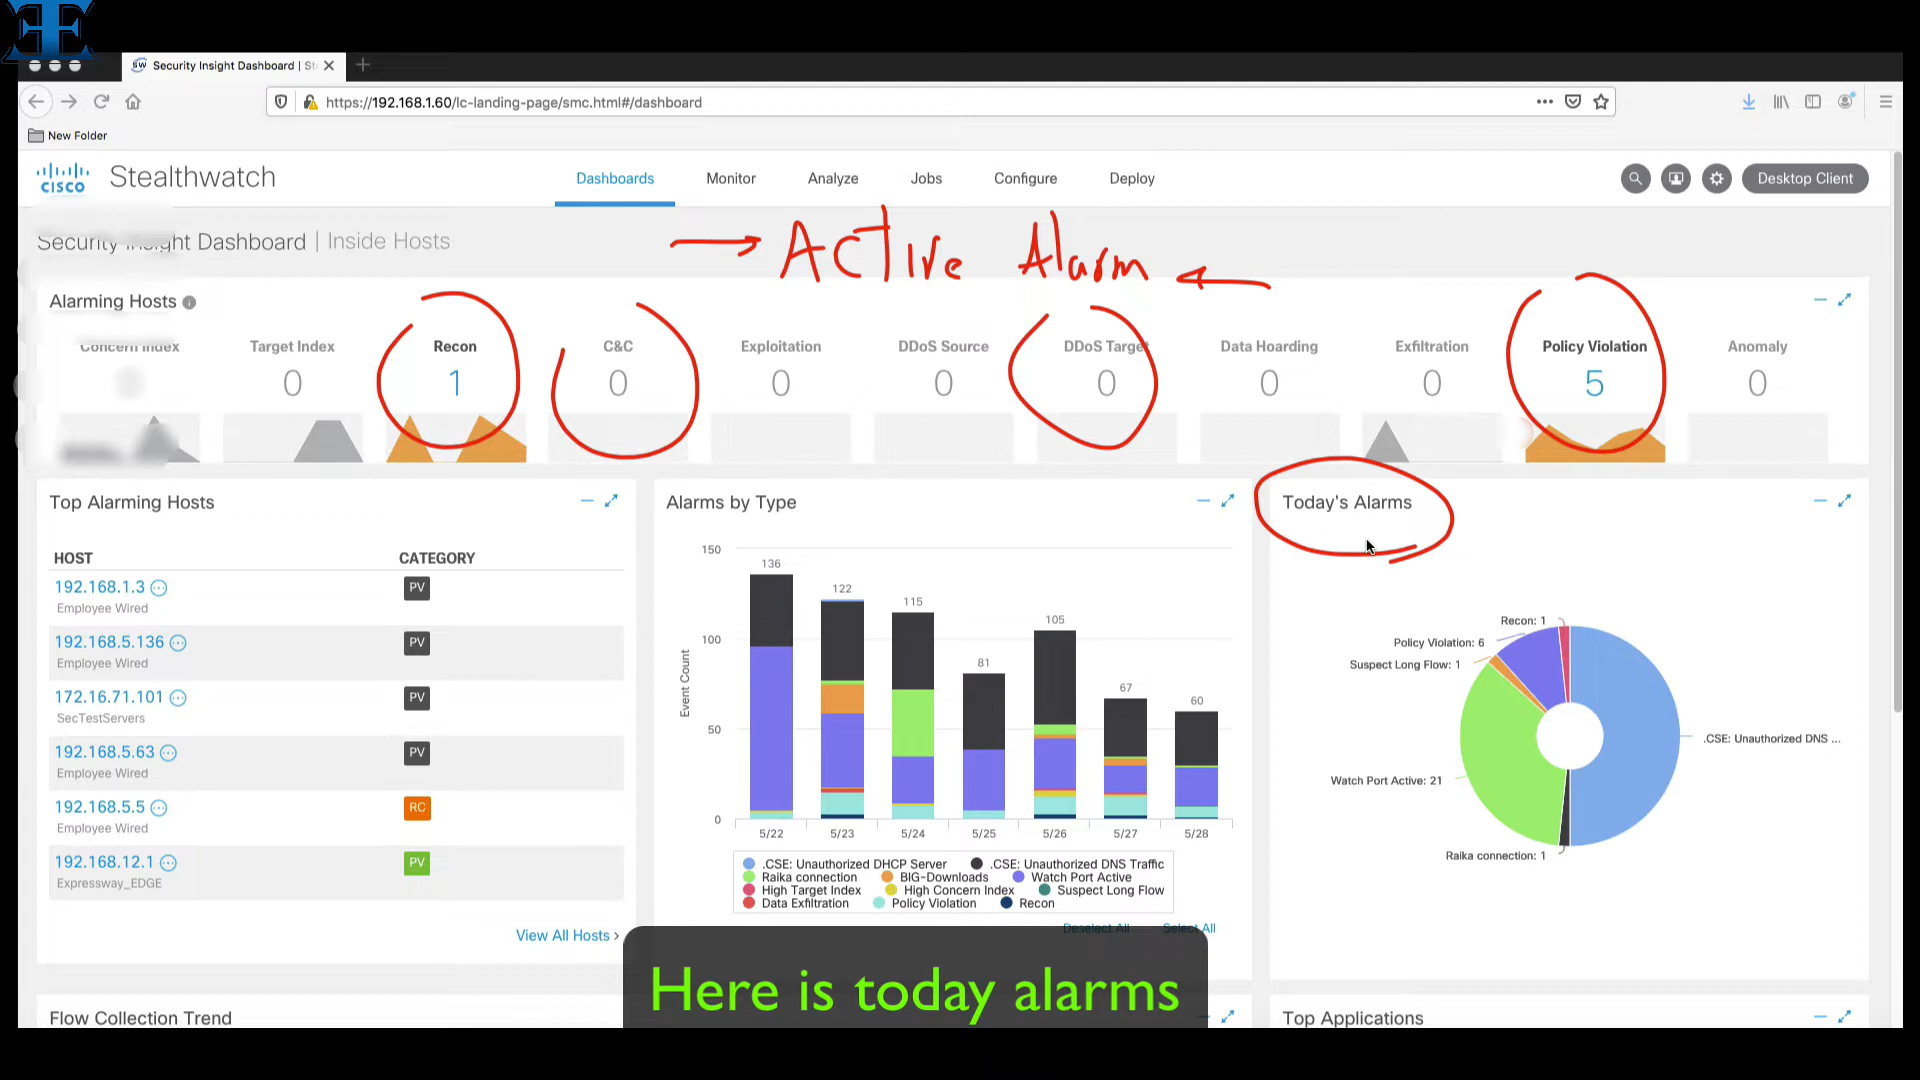 Security Insight Dashboard | St
https://192.168.1.60/lc-landing-page/smc.html#/dashboard
New Folder
CISCO
Stealthwatch
Dashboards Monitor Analyze Jobs Configure Deploy
Desktop Client
Security Insight Dashboard | Inside Hosts
→ Active Alarm ←
Alarming Hosts
Concern Index Target Index Recon C&C Exploitation DDoS Source DDoS Target Data Hoarding Exfiltration Policy Violation Anomaly
0 1 0 0 0 0 0 0 5 0
Top Alarming Hosts
HOST CATEGORY
192.168.1.3 PV
Employee Wired
192.168.5.136 PV
Employee Wired
172.16.71.101 PV
SecTestServers
192.168.5.63 PV
Employee Wired
192.168.5.5 RC
Employee Wired
192.168.12.1 PV
Expressway_EDGE
View All Hosts ›
Alarms by Type
Event Count
150
100
50
0
136 122 115 81 105 67 60
5/22 5/23 5/24 5/25 5/26 5/27 5/28
.CSE: Unauthorized DHCP Server .CSE: Unauthorized DNS Traffic
Raika connection BIG-Downloads Watch Port Active
High Target Index High Concern Index Suspect Long Flow
Data Exfiltration Policy Violation Recon
Deselect All Select All
Today's Alarms
Recon: 1
Policy Violation: 6
Suspect Long Flow: 1
.CSE: Unauthorized DNS ...
Watch Port Active: 21
Raika connection: 1
Here is today alarms
Flow Collection Trend
Top Applications